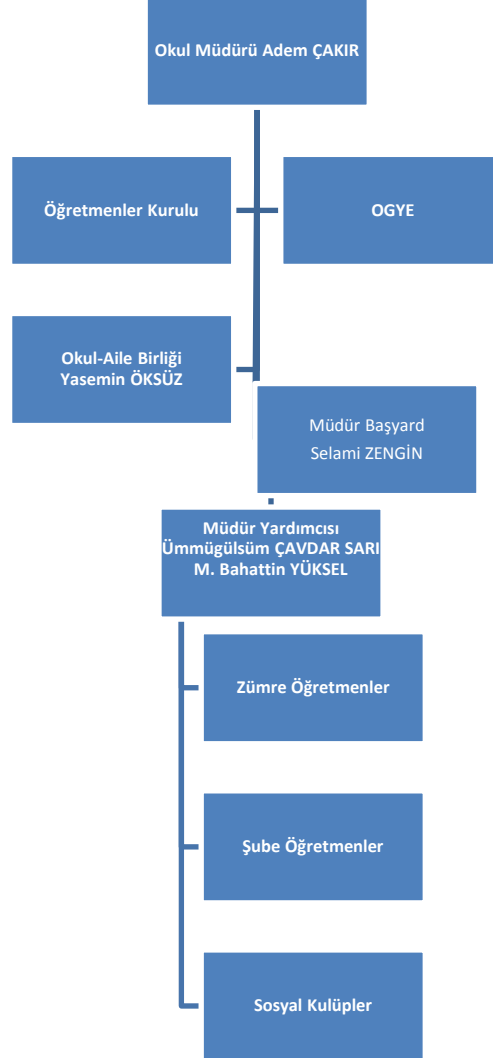 Okul Müdürü Adem ÇAKIR
Öğretmenler Kurulu
OGYE
Okul-Aile Birliği
Yasemin ÖKSÜZ
Müdür Başyard
Selami ZENGİN
Müdür Yardımcısı
Ümmügülsüm ÇAVDAR SARI
M. Bahattin YÜKSEL
Zümre Öğretmenler
Şube Öğretmenler
Sosyal Kulüpler